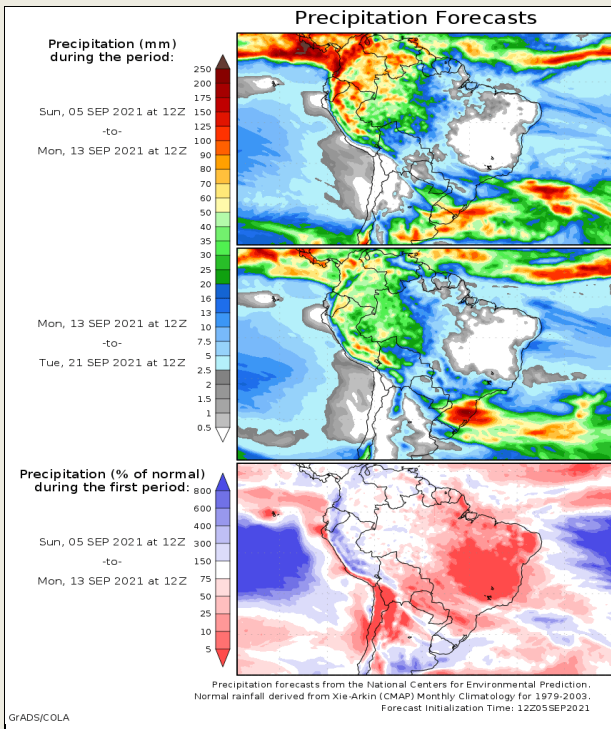 Precipitation Forecasts
Precipitation (mm)
during the period:
Sun, 05 SEP 2021 at 12Z
-to-
Mon, 13 SEP 2021 at 12Z
250
200
175
150
125
100
90
80
70
60
50
40
35
30
25
20
16
13
10
7.5
5
2.5
2
1.5
1
0.5
Mon, 13 SEP 2021 at 12Z
-to-
Tue, 21 SEP 2021 at 12Z
Precipitation (% of normal)
during the first period:
Sun, 05 SEP 2021 at 12Z
-to-
Mon, 13 SEP 2021 at 12Z
800
600
400
300
150
75
50
25
10
5
Precipitation forecasts from the National Centers for Environmental Prediction.
Normal rainfall derived from Xie-Arkin (CMAP) Monthly Climatology for 1979-2003.
Forecast Initialization Time: 12Z05SEP2021
GrADS/COLA